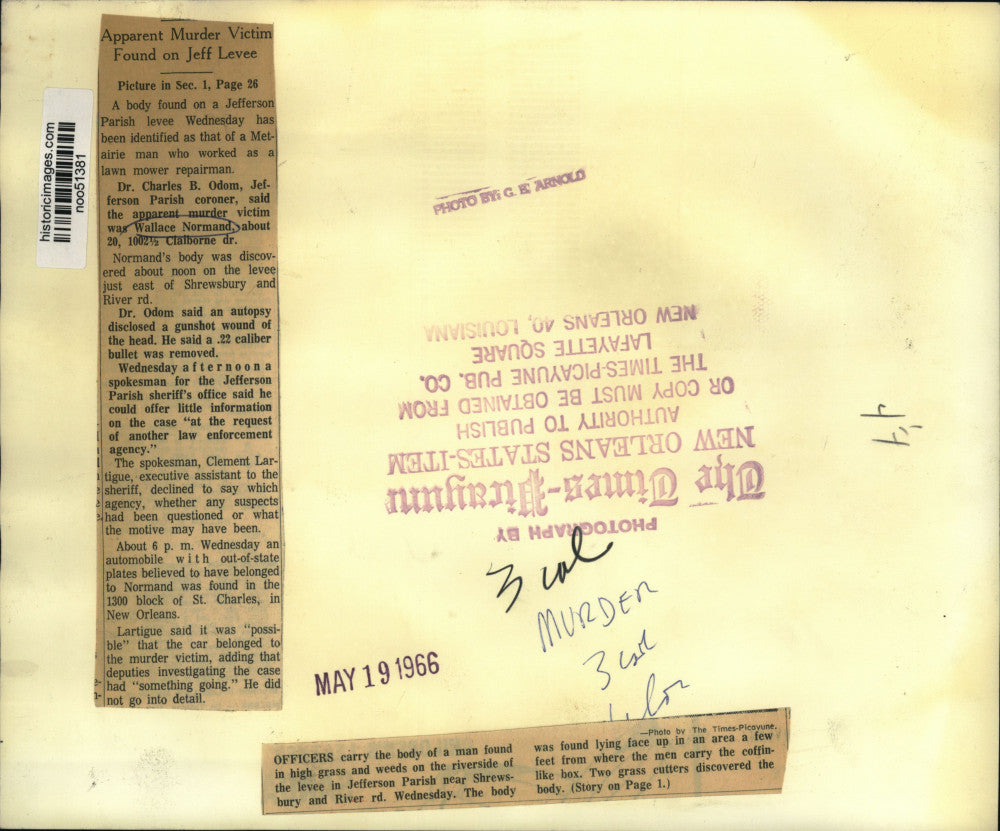 Apparent Murder Victim
Found on Jeff Levee
Picture in Sec. 1, Page 26
A body found on a Jefferson
Parish levee Wednesday has
been identified as that of a Met-
airie man who worked as a
lawn mower repairman.
Dr. Charles B. Odom, Jef-
ferson Parish coroner, said
the apparent murder victim
was Wallace Normand, about
20, 1002½ Claiborne dr.
Normand's body was discov-
ered about noon on the levee
just east of Shrewsbury and
River rd.
Dr. Odom said an autopsy
disclosed a gunshot wound of
the head. He said a .22 caliber
bullet was removed.
Wednesday afternoon a
spokesman for the Jefferson
Parish sheriff's office said he
could offer little information
on the case "at the request
of another law enforcement
agency."
The spokesman, Clement Lar-
tigue, executive assistant to the
sheriff, declined to say which
agency, whether any suspects
had been questioned or what
the motive may have been.
About 6 p. m. Wednesday an
automobile with out-of-state
plates believed to have belonged
to Normand was found in the
1300 block of St. Charles, in
New Orleans.
Lartigue said it was "possi-
ble" that the car belonged to
the murder victim, adding that
deputies investigating the case
had "something going." He did
not go into detail.
historicimages.com
noo51381
PHOTO BY: G. E. ARNOLD
PHOTOGRAPH BY
The Times-Picayune
NEW ORLEANS STATES-ITEM
AUTHORITY TO PUBLISH
OR COPY MUST BE OBTAINED FROM
THE TIMES-PICAYUNE PUB. CO.
LAFAYETTE SQUARE
NEW ORLEANS 40, LOUISIANA
3 col
MURDER
3 col
MAY 19 1966
—Photo by The Times-Picayune.
OFFICERS carry the body of a man found
in high grass and weeds on the riverside of
the levee in Jefferson Parish near Shrews-
bury and River rd. Wednesday. The body
was found lying face up in an area a few
feet from where the men carry the coffin-
like box. Two grass cutters discovered the
body. (Story on Page 1.)